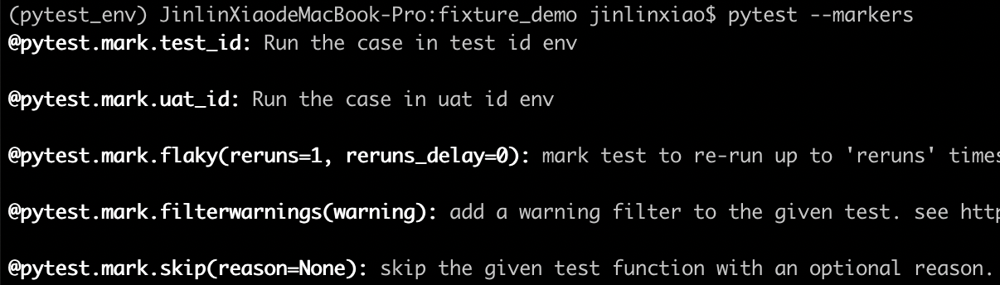 (pytest_env) JinlinXiaodeMacBook-Pro:fixture_demo jinlinxiao$ pytest --markers
@pytest.mark.test_id: Run the case in test id env
@pytest.mark.uat_id: Run the case in uat id env
@pytest.mark.flaky(reruns=1, reruns_delay=0): mark test to re-run up to 'reruns' times
@pytest.mark.filterwarnings(warning): add a warning filter to the given test. see http
@pytest.mark.skip(reason=None): skip the given test function with an optional reason.